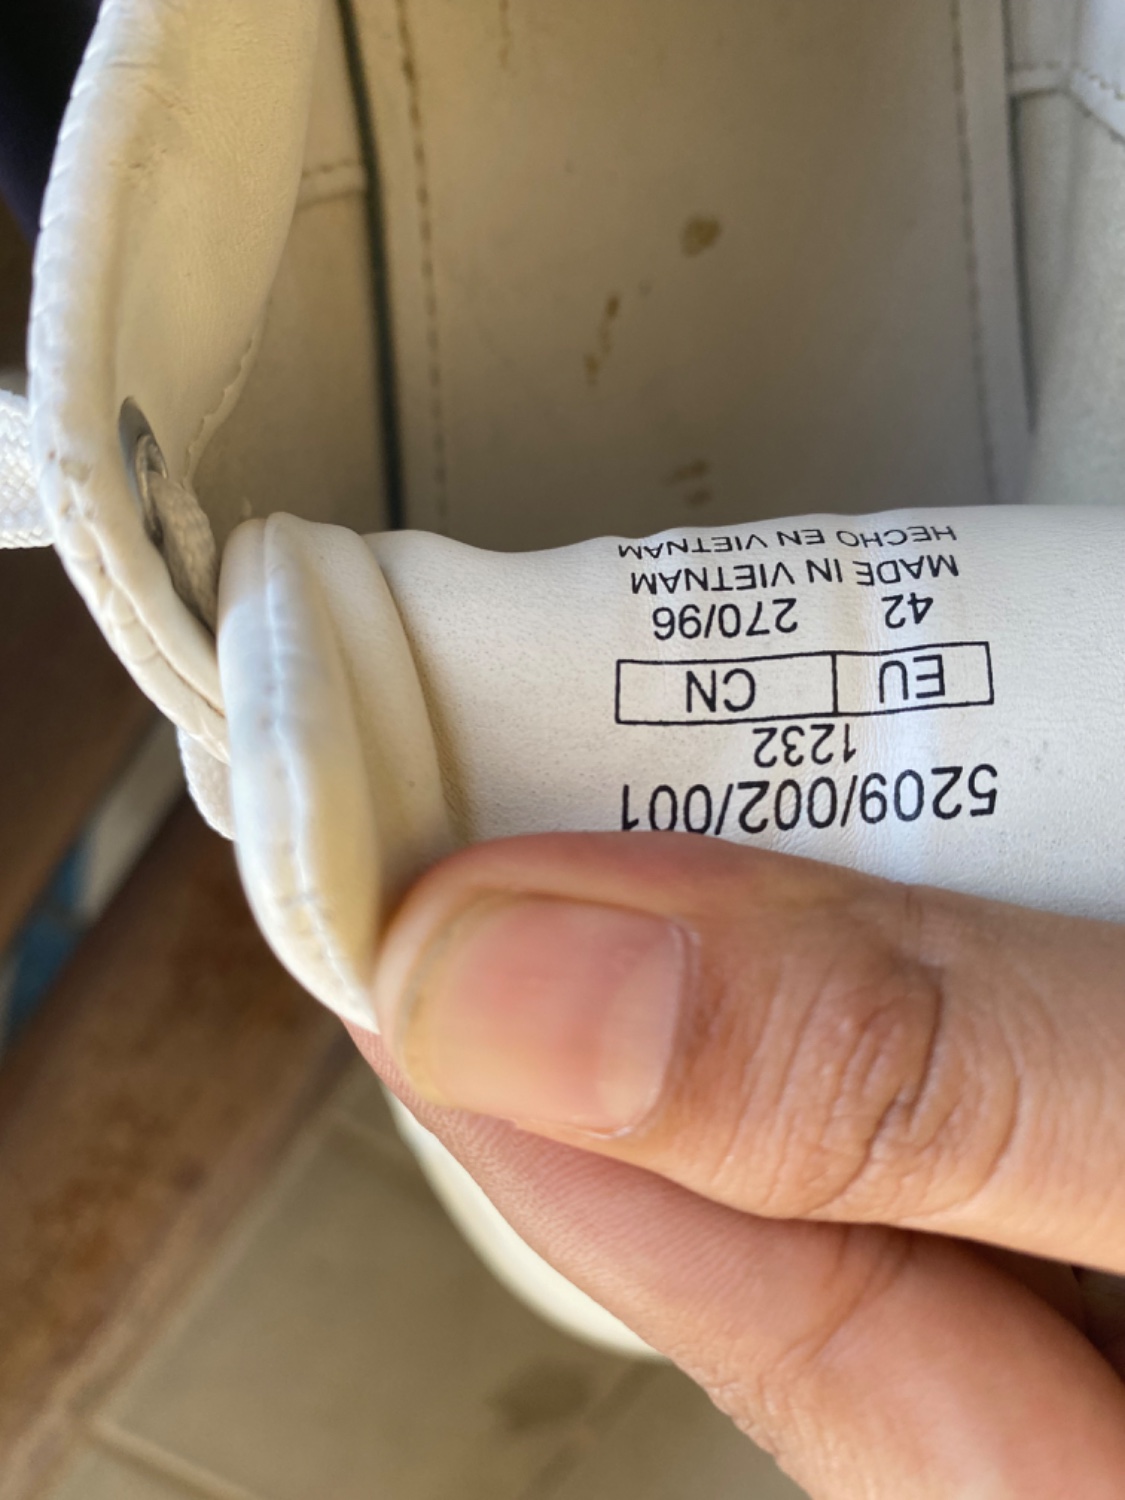 5209/002/001
1232
EU CN
42 270/96
MADE IN VIETNAM
HECHO EN VIETNAM